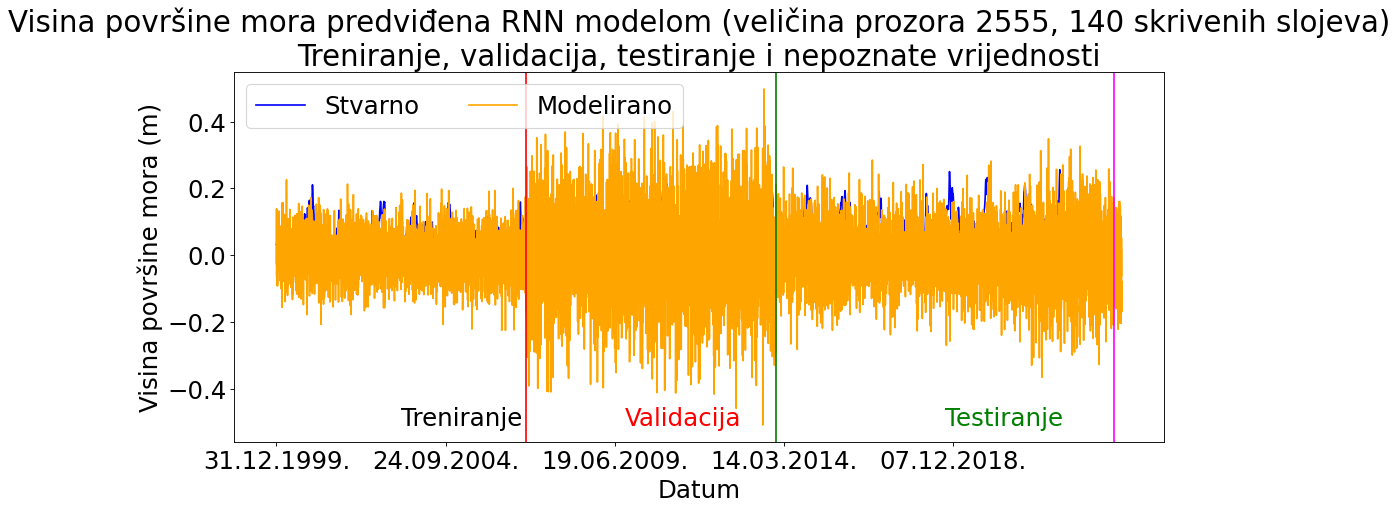 Visina površine mora predviđena RNN modelom (veličina prozora 2555, 140 skrivenih slojeva)
Treniranje, validacija, testiranje i nepoznate vrijednosti
Stvarno Modelirano
Visina površine mora (m)
0.4
0.2
0.0
−0.2
−0.4
Treniranje Validacija Testiranje
31.12.1999. 24.09.2004. 19.06.2009. 14.03.2014. 07.12.2018.
Datum